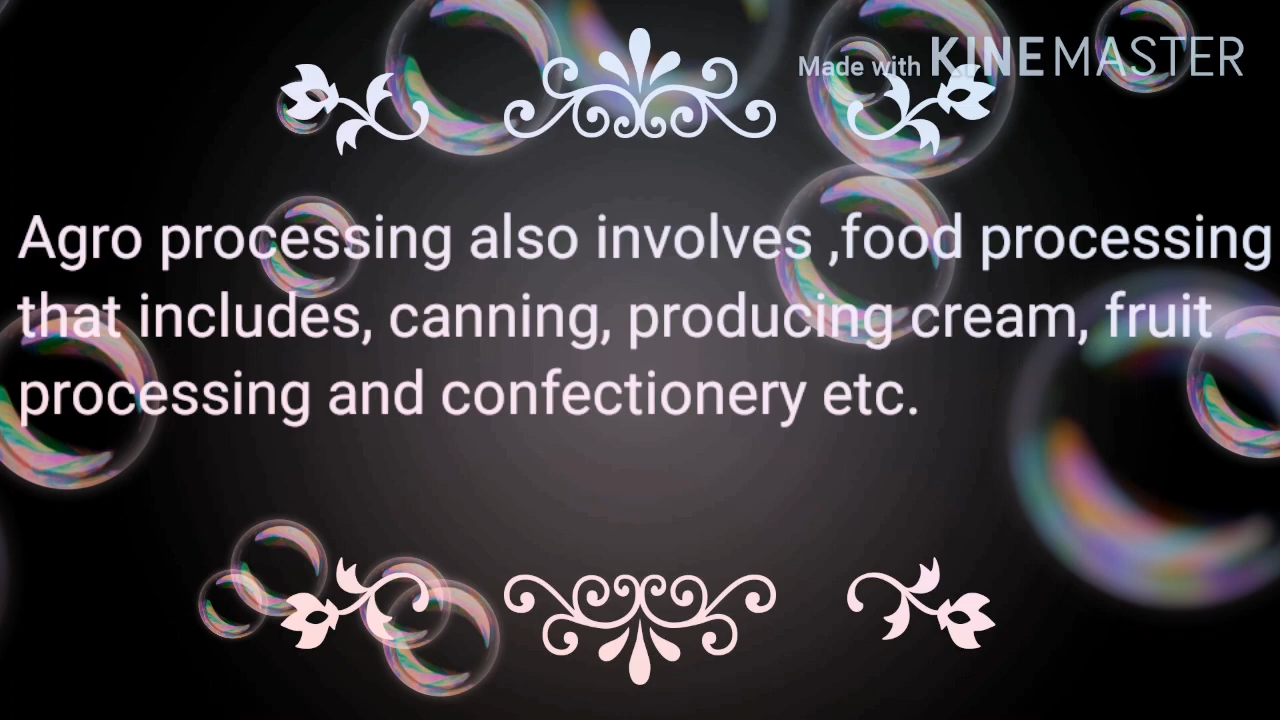 Made with KINEMASTER
Agro processing also involves ,food processing
that includes, canning, producing cream, fruit
processing and confectionery etc.